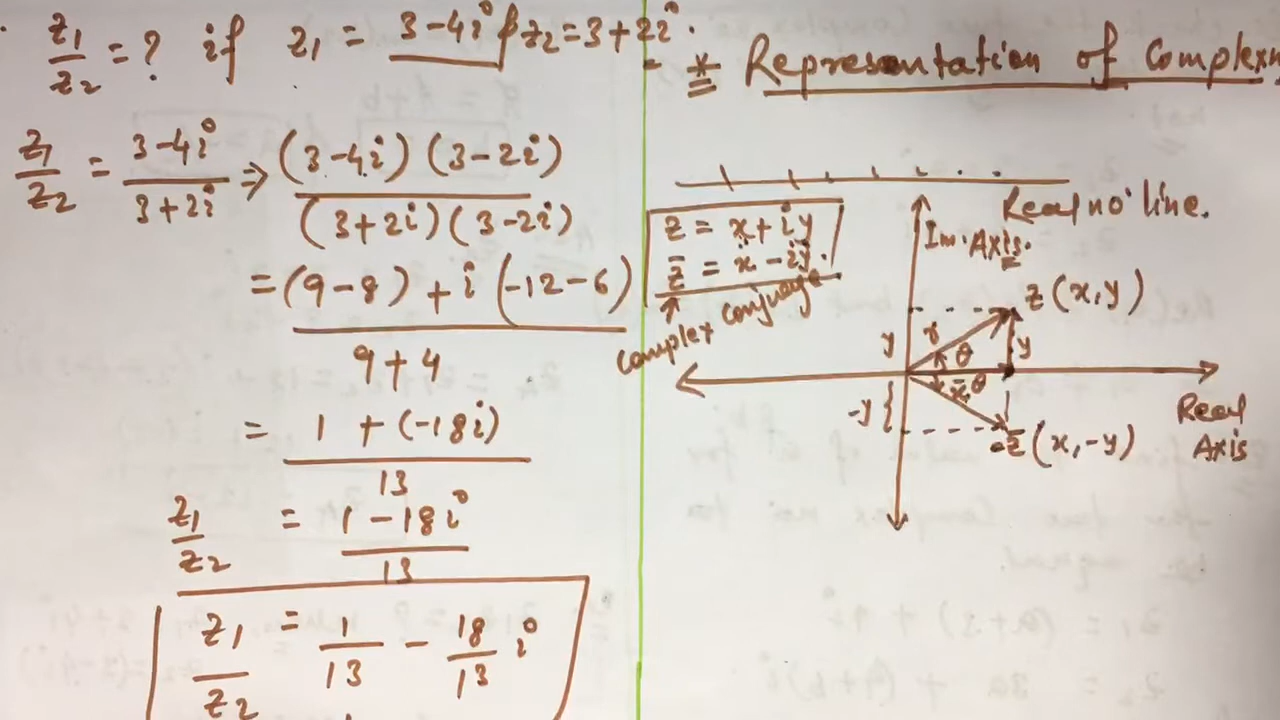 z₁/z₂ = ? if z₁ = 3-4i & z₂ = 3+2i.
z₁/z₂ = 3-4i / 3+2i ⇒ (3-4i)(3-2i) / (3+2i)(3-2i)
= (9-8) + i(-12-6) / 9+4
= 1 + (-18i) / 13
z₁/z₂ = 1-18i / 13
z₁/z₂ = 1/13 - 18/13 i
* Representation of Complex
Real no line.
z = x+iy
z̄ = x-iy.
Complex Conjugate
Im. Axis.
z(x,y)
y
r
θ
y
x
-θ
-y
Real
Axis
z̄(x,-y)